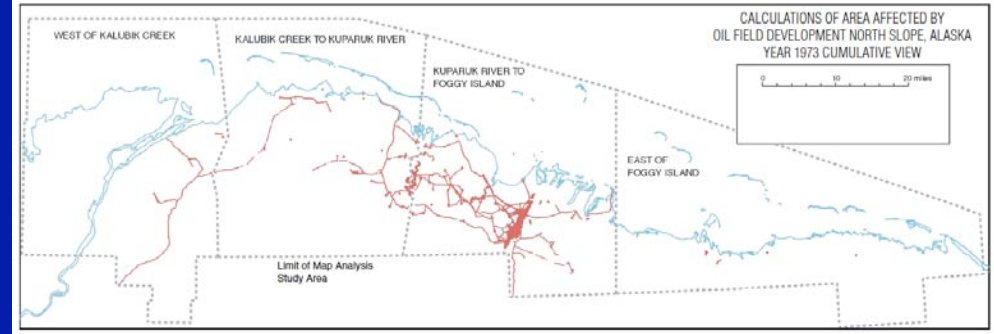 CALCULATIONS OF AREA AFFECTED BY
OIL FIELD DEVELOPMENT NORTH SLOPE, ALASKA
YEAR 1973 CUMULATIVE VIEW
0 10 20 miles
WEST OF KALUBIK CREEK
KALUBIK CREEK TO KUPARUK RIVER
KUPARUK RIVER TO
FOGGY ISLAND
EAST OF
FOGGY ISLAND
Limit of Map Analysis
Study Area